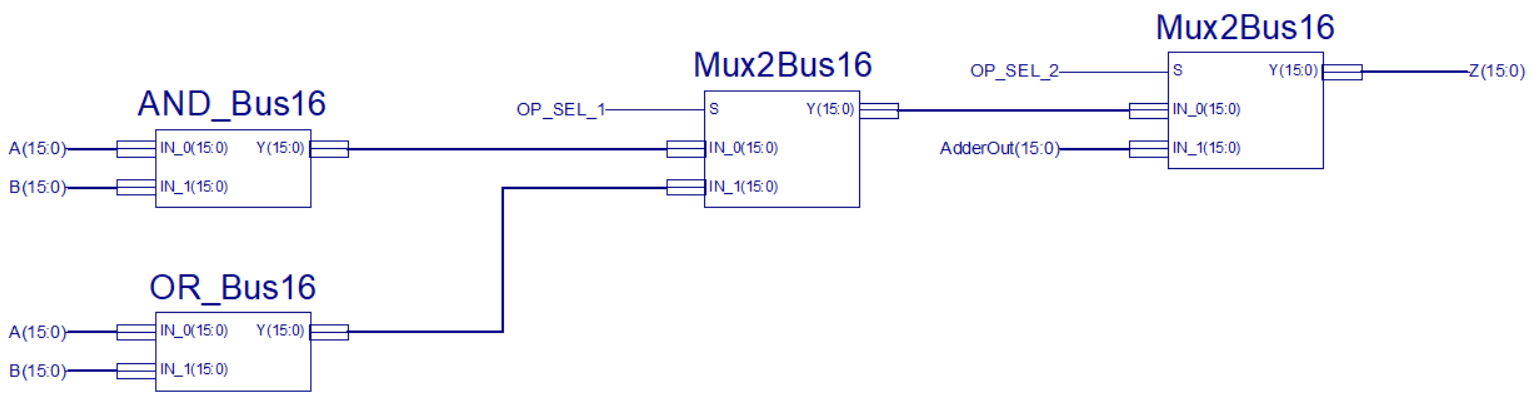 Mux2Bus16
OP_SEL_2 S Y(15:0) Z(15:0)
IN_0(15:0)
AdderOut(15:0) IN_1(15:0)
Mux2Bus16
OP_SEL_1 S Y(15:0)
IN_0(15:0)
IN_1(15:0)
AND_Bus16
A(15:0) IN_0(15:0) Y(15:0)
B(15:0) IN_1(15:0)
OR_Bus16
A(15:0) IN_0(15:0) Y(15:0)
B(15:0) IN_1(15:0)